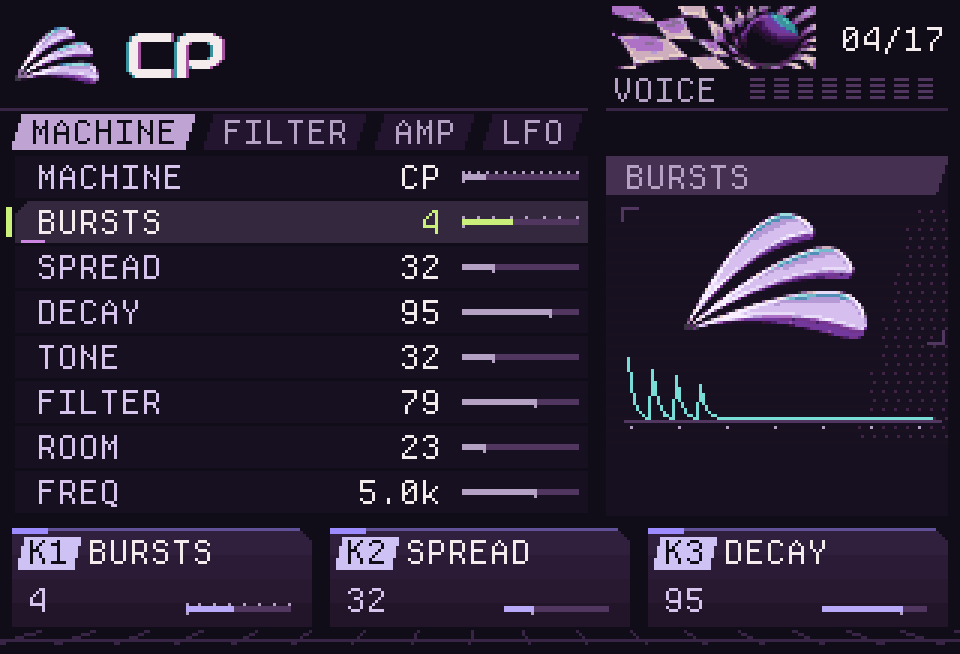 CP
04/17
VOICE
MACHINE FILTER AMP LFO
MACHINE CP
BURSTS 4
SPREAD 32
DECAY 95
TONE 32
FILTER 79
ROOM 23
FREQ 5.0k
BURSTS
K1 BURSTS
4
K2 SPREAD
32
K3 DECAY
95